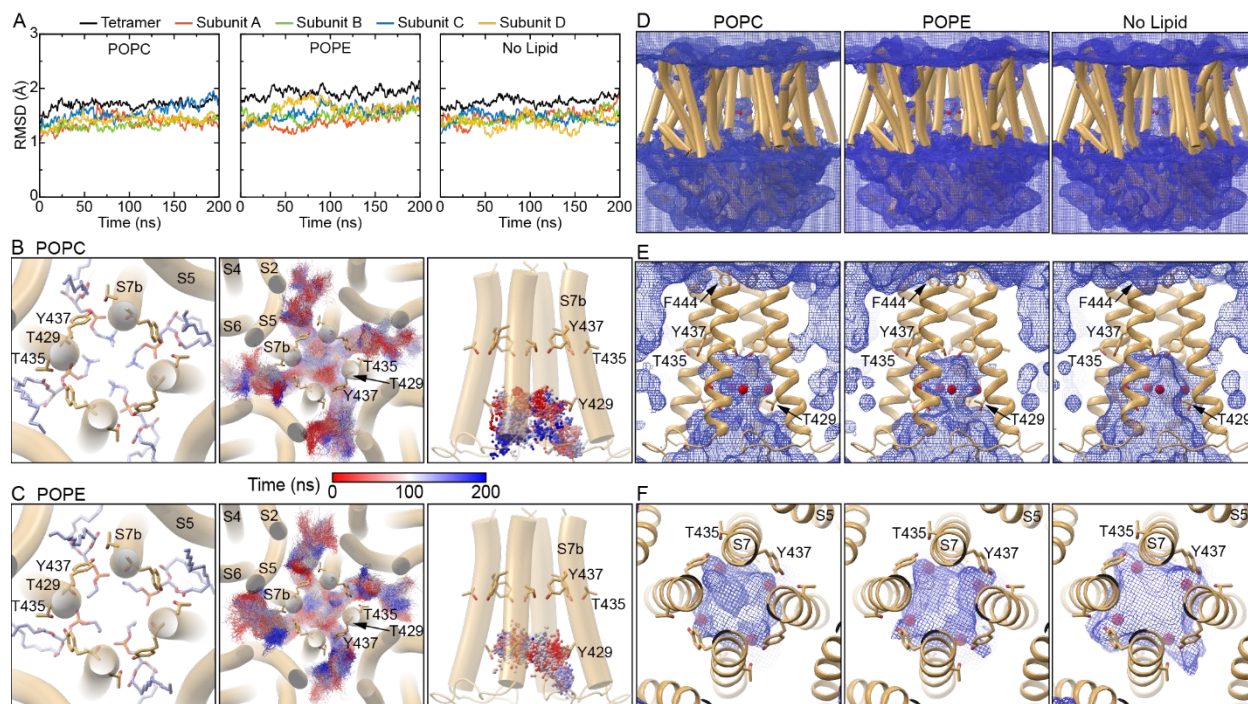 A
Tetramer Subunit A Subunit B Subunit C Subunit D
POPC POPE No Lipid
RMSD (Å)
3
2
1
0
0 50 100 150 200 0 50 100 150 200 0 50 100 150 200
Time (ns) Time (ns) Time (ns)
B POPC
S7b S5
Y437
T429
T435
S4 S2
S5
S6
S7b
T435
T429
Y437
S7b
Y437
T435
Y429
Time (ns)
0 100 200
C POPE
S7b S5
Y437
T429
T435
S4 S2
S6 S5
S7b
T435
T429
Y437
S7b
Y437
T435
Y429
D POPC POPE No Lipid
E
F444 F444 F444
Y437 Y437 Y437
T435 T435 T435
T429 T429 T429
F
S5 S5 S5
T435 T435 T435
S7 S7 S7
Y437 Y437 Y437